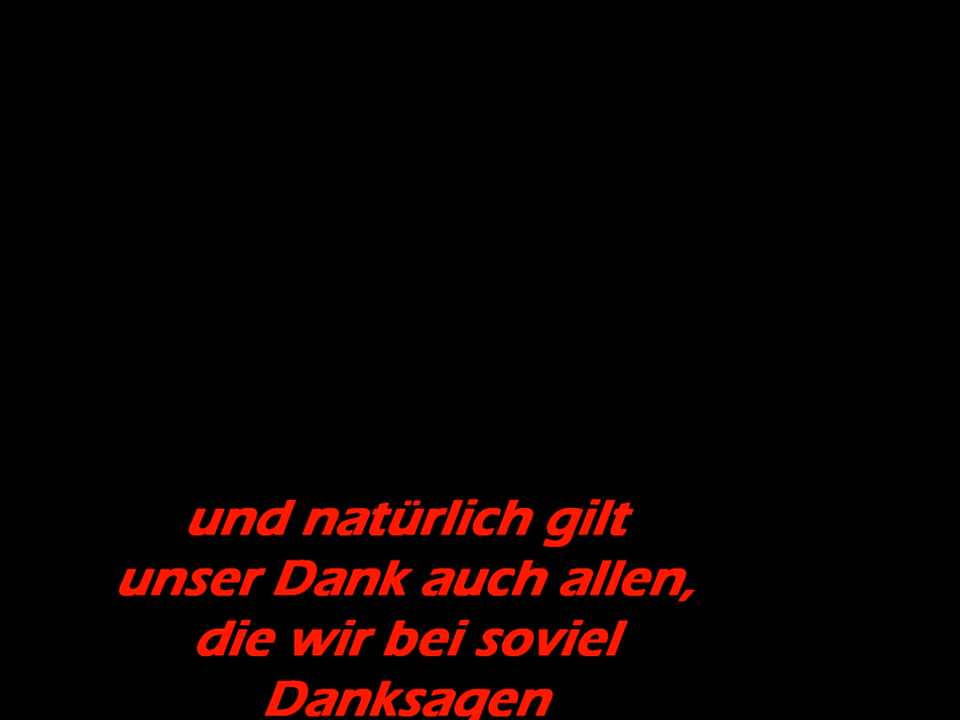 und natürlich gilt
unser Dank auch allen,
die wir bei soviel
Danksagen